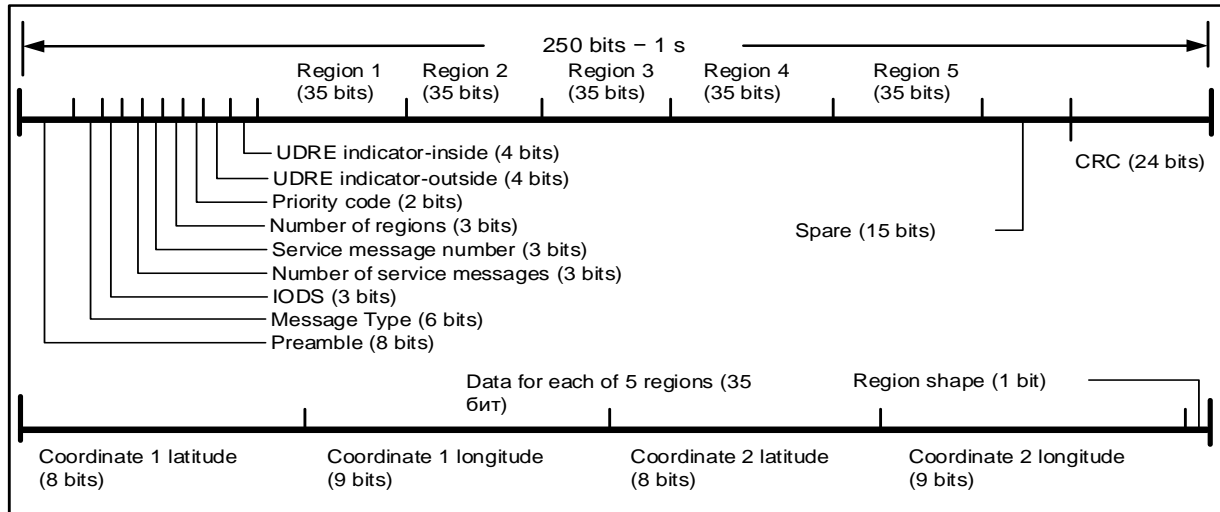 250 bits − 1 s
Region 1
(35 bits)
Region 2
(35 bits)
Region 3
(35 bits)
Region 4
(35 bits)
Region 5
(35 bits)
UDRE indicator-inside (4 bits)
UDRE indicator-outside (4 bits)
Priority code (2 bits)
Number of regions (3 bits)
Service message number (3 bits)
Number of service messages (3 bits)
IODS (3 bits)
Message Type (6 bits)
Preamble (8 bits)
CRC (24 bits)
Spare (15 bits)
Data for each of 5 regions (35
бит)
Region shape (1 bit)
Coordinate 1 latitude
(8 bits)
Coordinate 1 longitude
(9 bits)
Coordinate 2 latitude
(8 bits)
Coordinate 2 longitude
(9 bits)